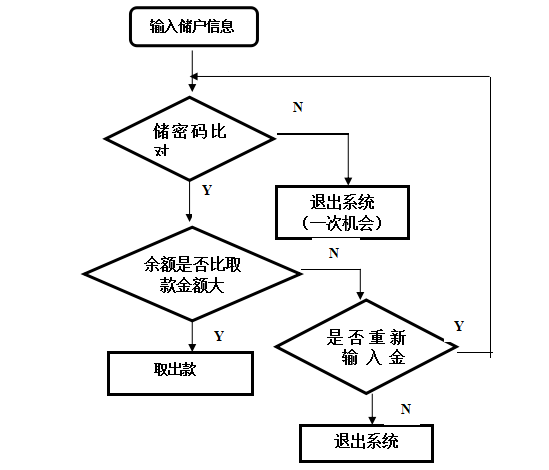 输入储户信息
N
储密码比
对
Y
退出系统
（一次机会）
余额是否比取
款金额大
N
Y
是否重新
输入金
Y
取出款
N
退出系统